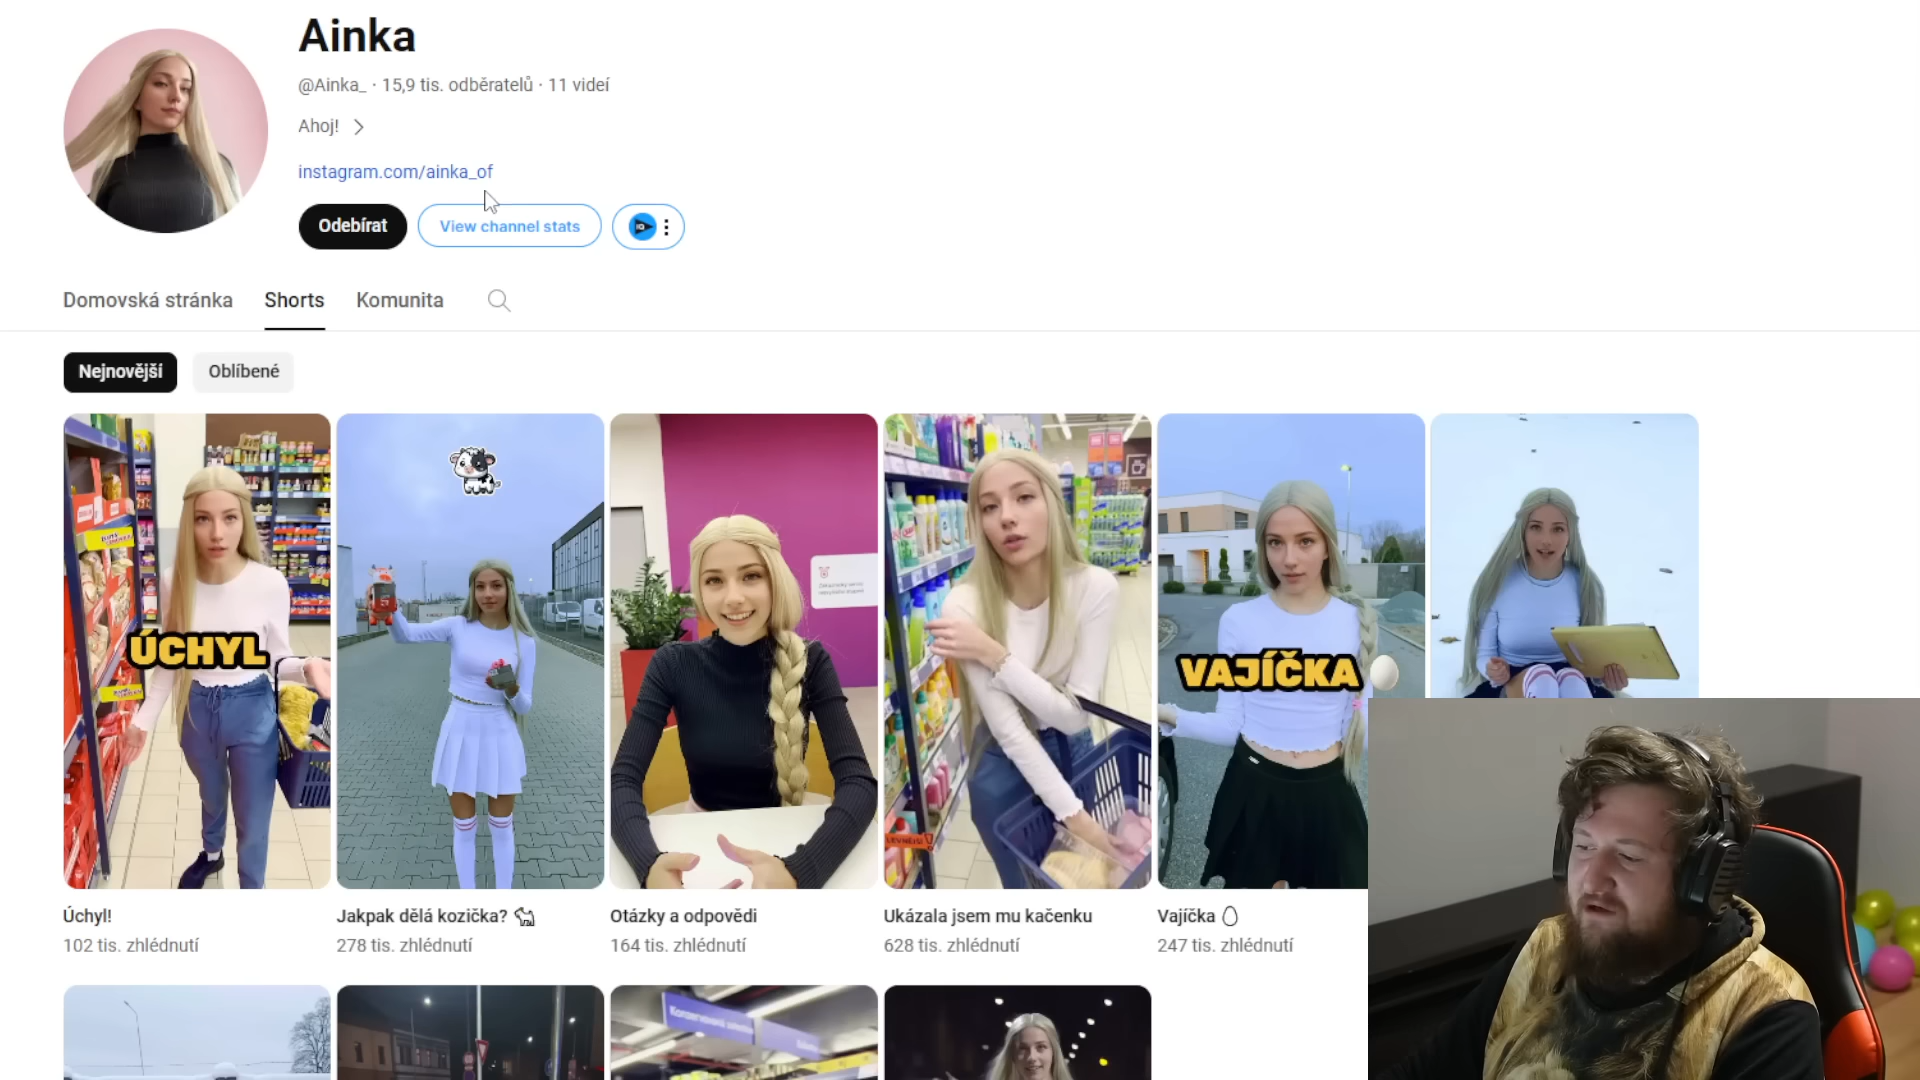 Ainka
@Ainka_ · 15,9 tis. odběratelů · 11 videí
Ahoj!
instagram.com/ainka_of
Odebírat
View channel stats
Domovská stránka
Shorts
Komunita
Nejnovější
Oblíbené
ÚCHYL
VAJÍČKA
Úchyl!
102 tis. zhlédnutí
Jakpak dělá kozička?
278 tis. zhlédnutí
Otázky a odpovědi
164 tis. zhlédnutí
Ukázala jsem mu kačenku
628 tis. zhlédnutí
Vajíčka
247 tis. zhlédnutí